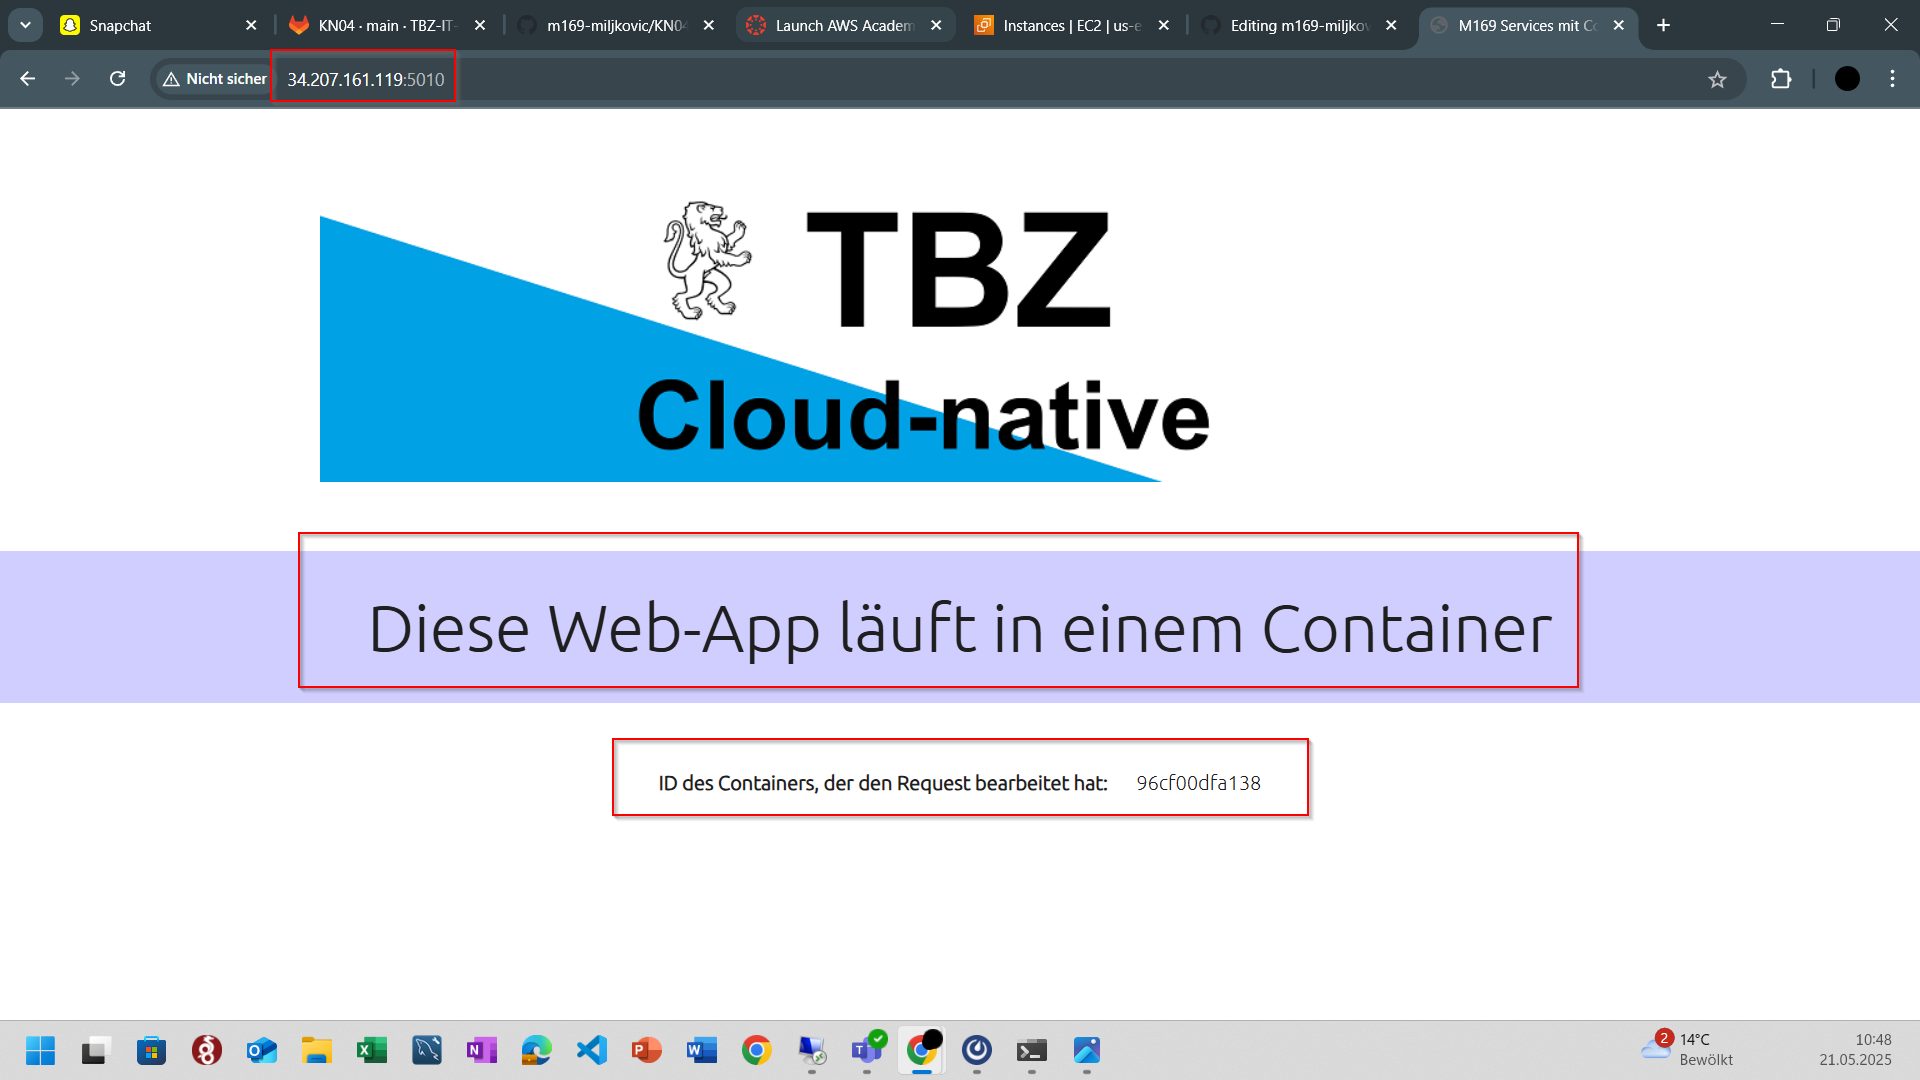 Snapchat
KN04 · main · TBZ-IT-
m169-miljkovic/KN04
Launch AWS Academ
Instances | EC2 | us-e
Editing m169-miljkov
M169 Services mit Co
Nicht sicher
34.207.161.119:5010
TBZ
Cloud-native
Diese Web-App läuft in einem Container
ID des Containers, der den Request bearbeitet hat: 96cf00dfa138
2
14°C
Bewölkt
10:48
21.05.2025